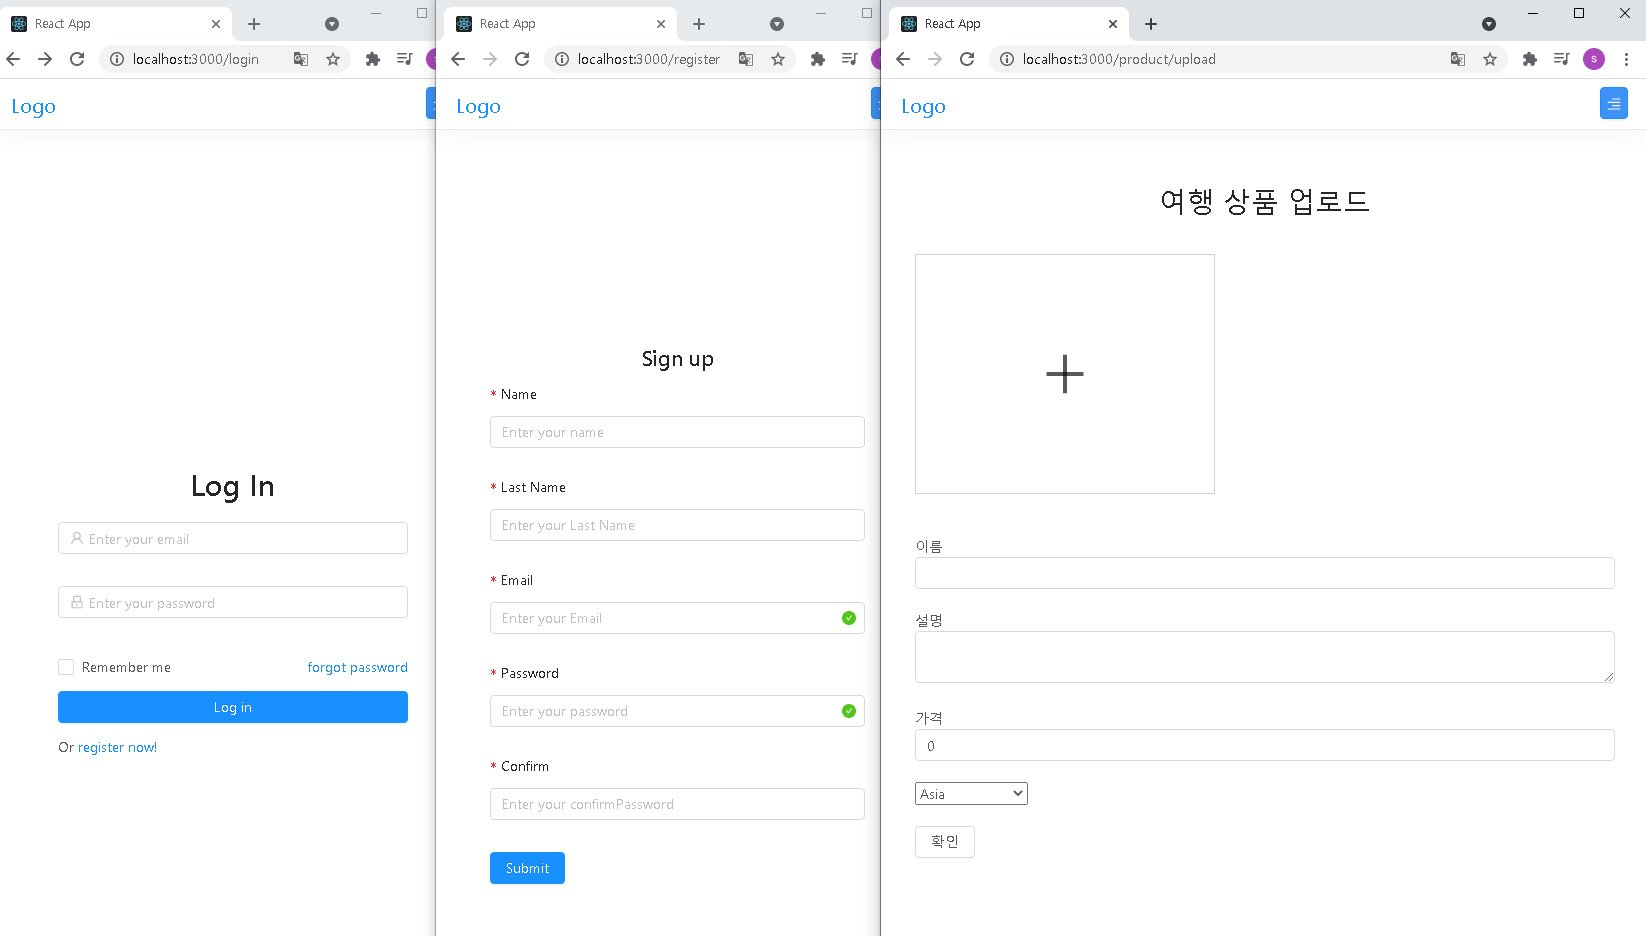 React App
localhost:3000/login
Logo
Log In
Enter your email
Enter your password
Remember me
forgot password
Log in
Or register now!
React App
localhost:3000/register
Logo
Sign up
* Name
Enter your name
* Last Name
Enter your Last Name
* Email
Enter your Email
* Password
Enter your password
* Confirm
Enter your confirmPassword
Submit
React App
localhost:3000/product/upload
S
Logo
여행 상품 업로드
이름
설명
가격
0
Asia
확인